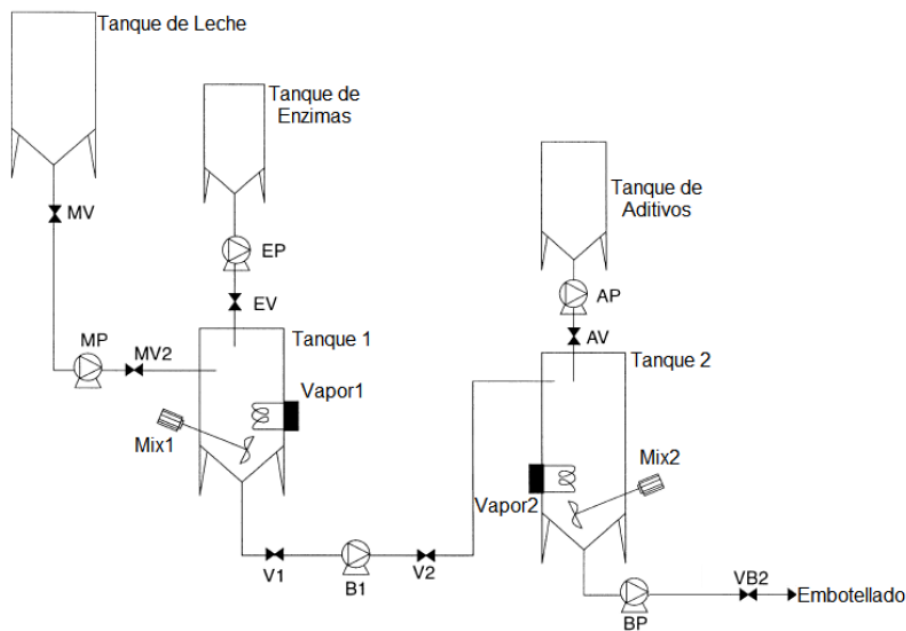 Tanque de Leche
Tanque de
Enzimas
Tanque de
Aditivos
MV
EP
EV
AP
AV
MP
MV2
Tanque 1
Tanque 2
Vapor1
Mix1
Mix2
Vapor2
V1
B1
V2
BP
VB2
Embotellado